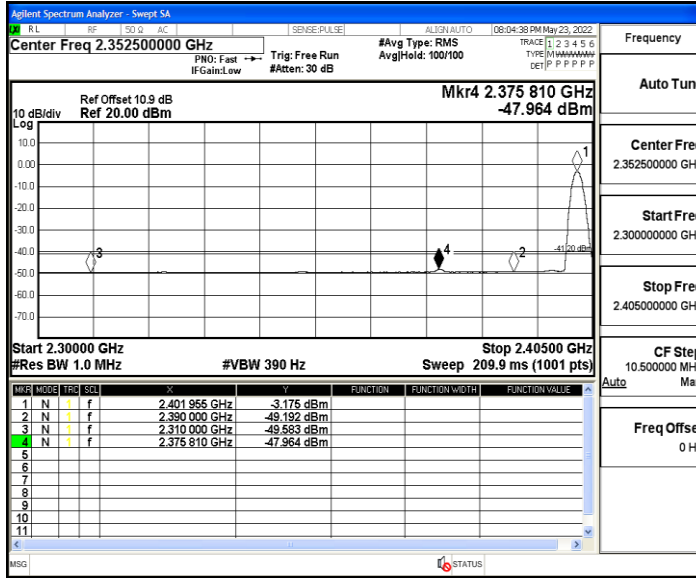 Agilent Spectrum Analyzer - Swept SA
RL RF 50 Ω AC SENSE:PULSE ALIGN AUTO 08:04:38 PM May 23, 2022
Center Freq 2.352500000 GHz
#Avg Type: RMS
TRACE 1 2 3 4 5 6
PNO: Fast Trig: Free Run Avg|Hold: 100/100
TYPE
IFGain:Low #Atten: 30 dB
DET P P P P P P
Frequency
Auto Tun
Ref Offset 10.9 dB
Mkr4 2.375 810 GHz
10 dB/div Ref 20.00 dBm
-47.964 dBm
Log
10.0
0.00
-10.0
-20.0
-30.0
-40.0
-50.0
-60.0
-70.0
1
3
4
2
-41.20 dBm
Center Fre
2.352500000 GH
Start Fre
2.300000000 GH
Stop Fre
2.405000000 GH
Start 2.30000 GHz Stop 2.40500 GHz
#Res BW 1.0 MHz #VBW 390 Hz Sweep 209.9 ms (1001 pts)
CF Ste
10.500000 MH
Auto Ma
MKR MODE TRC SCL X Y FUNCTION FUNCTION WIDTH FUNCTION VALUE
1 N 1 f 2.401 955 GHz -3.175 dBm
2 N 1 f 2.390 000 GHz -49.192 dBm
3 N 1 f 2.310 000 GHz -49.583 dBm
4 N 1 f 2.375 810 GHz -47.964 dBm
5
6
7
8
9
10
11
Freq Offse
0 H
MSG STATUS